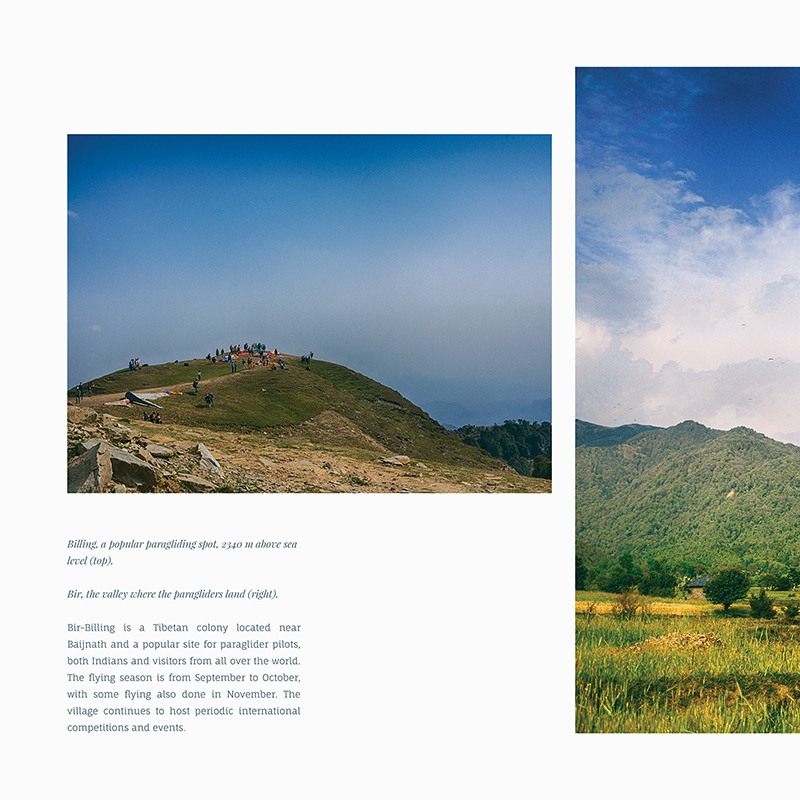 Billing, a popular paragliding spot, 2340 m above sea
level (top).
Bir, the valley where the paragliders land (right).
Bir-Billing is a Tibetan colony located near
Baijnath and a popular site for paraglider pilots,
both Indians and visitors from all over the world.
The flying season is from September to October,
with some flying also done in November. The
village continues to host periodic international
competitions and events.